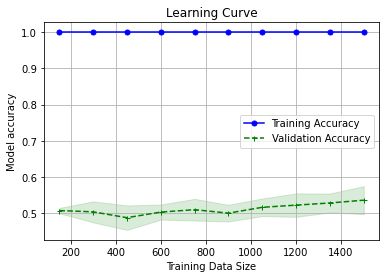 Learning Curve
1.0
0.9
0.8
0.7
0.6
0.5
Model accuracy
Training Accuracy
Validation Accuracy
200 400 600 800 1000 1200 1400
Training Data Size